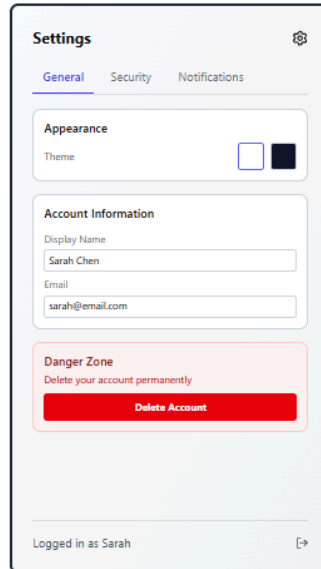 Settings
General Security Notifications
Appearance
Theme
Account Information
Display Name
Sarah Chen
Email
sarah@email.com
Danger Zone
Delete your account permanently
Delete Account
Logged in as Sarah